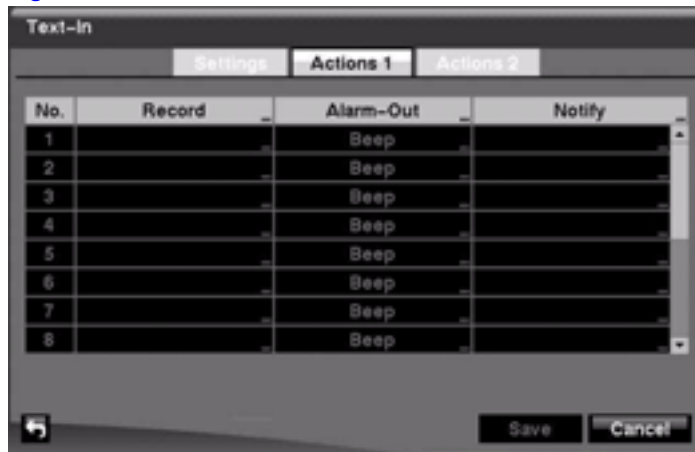 Text-In
Settings Actions 1 Actions 2
No. Record Alarm-Out Notify
1 Beep
2 Beep
3 Beep
4 Beep
5 Beep
6 Beep
7 Beep
8 Beep
Save Cancel